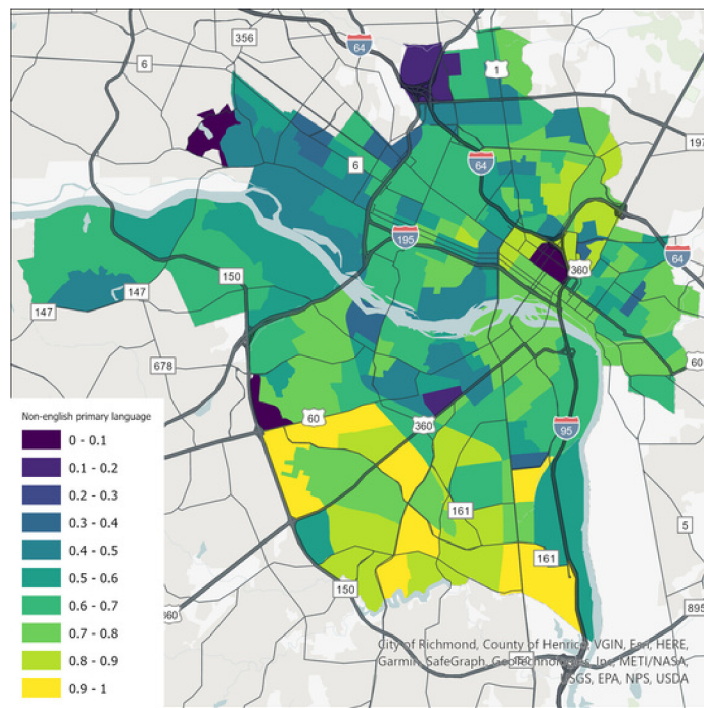 356
64
6
1
197
6
64
195
360
64
150
147
147
60
678
60
360
95
161
5
161
150
360
895
Non-english primary language
0 - 0.1
0.1 - 0.2
0.2 - 0.3
0.3 - 0.4
0.4 - 0.5
0.5 - 0.6
0.6 - 0.7
0.7 - 0.8
0.8 - 0.9
0.9 - 1
City of Richmond, County of Henrico, VGIN, Esri, HERE,
Garmin, SafeGraph, GeoTechnologies, Inc, METI/NASA,
USGS, EPA, NPS, USDA